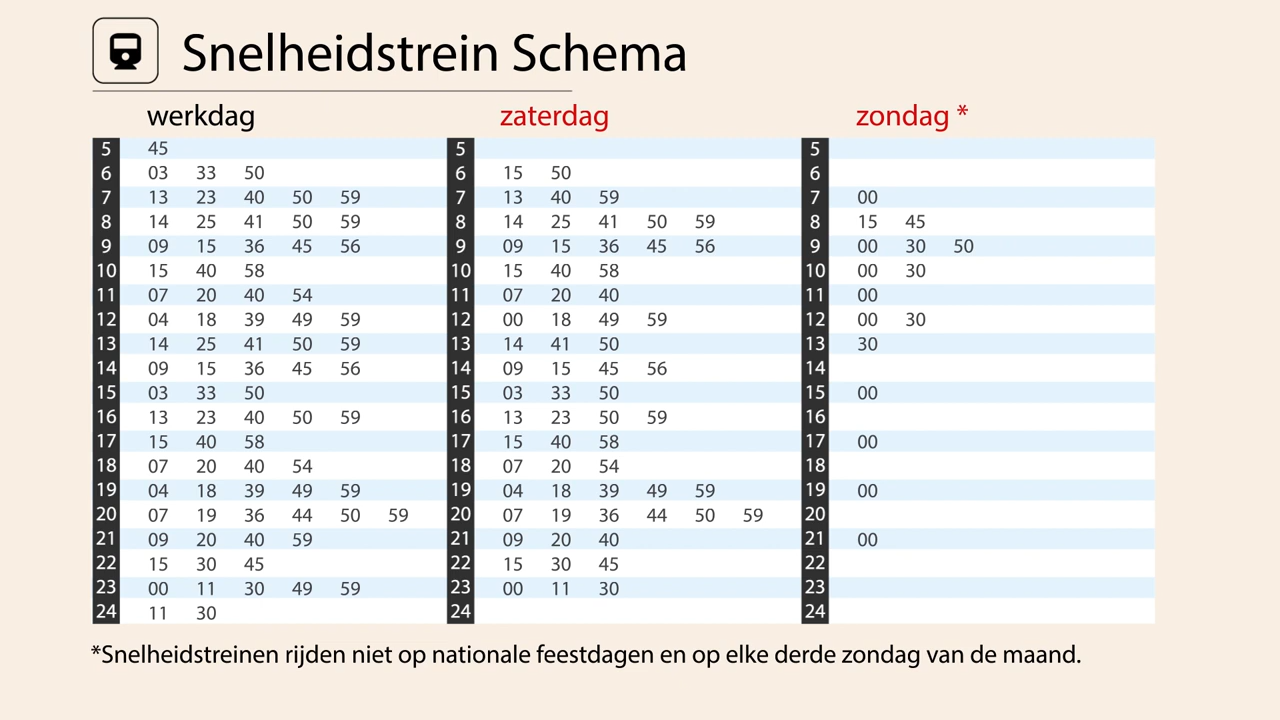 Snelheidstrein Schema
werkdag zaterdag zondag *
5 45 5 5
6 03 33 50 6 15 50 6
7 13 23 40 50 59 7 13 40 59 7 00
8 14 25 41 50 59 8 14 25 41 50 59 8 15 45
9 09 15 36 45 56 9 09 15 36 45 56 9 00 30 50
10 15 40 58 10 15 40 58 10 00 30
11 07 20 40 54 11 07 20 40 11 00
12 04 18 39 49 59 12 00 18 49 59 12 00 30
13 14 25 41 50 59 13 14 41 50 13 30
14 09 15 36 45 56 14 09 15 45 56 14
15 03 33 50 15 03 33 50 15 00
16 13 23 40 50 59 16 13 23 50 59 16
17 15 40 58 17 15 40 58 17 00
18 07 20 40 54 18 07 20 54 18
19 04 18 39 49 59 19 04 18 39 49 59 19 00
20 07 19 36 44 50 59 20 07 19 36 44 50 59 20
21 09 20 40 59 21 09 20 40 21 00
22 15 30 45 22 15 30 45 22
23 00 11 30 49 59 23 00 11 30 23
24 11 30 24 24
*Snelheidstreinen rijden niet op nationale feestdagen en op elke derde zondag van de maand.